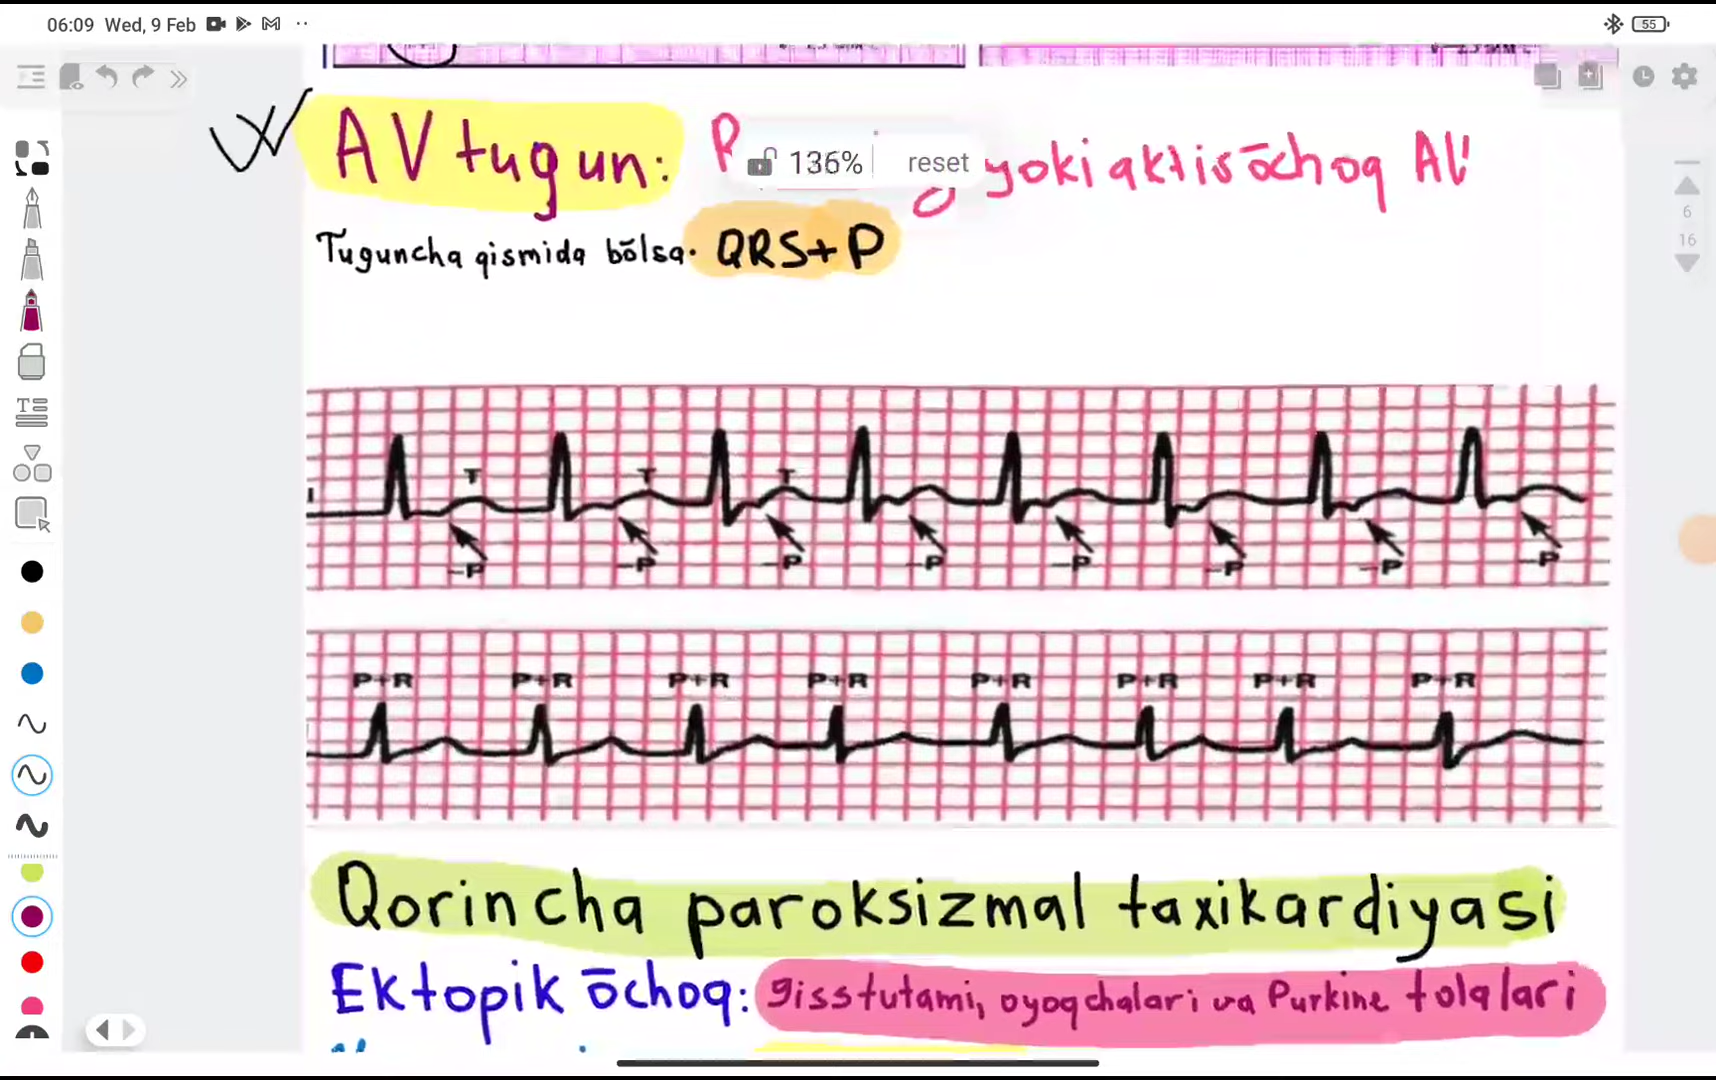 06:09 Wed, 9 Feb
55
AV tugun: P
136% reset
yoki aktiv ōchoq AV
Tuguncha qismida bōlsa. QRS+P
6
16
T T T
-P -P -P -P -P -P -P -P
P+R P+R P+R P+R P+R P+R P+R P+R
Qorincha paroksizmal taxikardiyasi
Ektopik ōchoq: gisstutami, oyoqchalari va Purkine tolalari